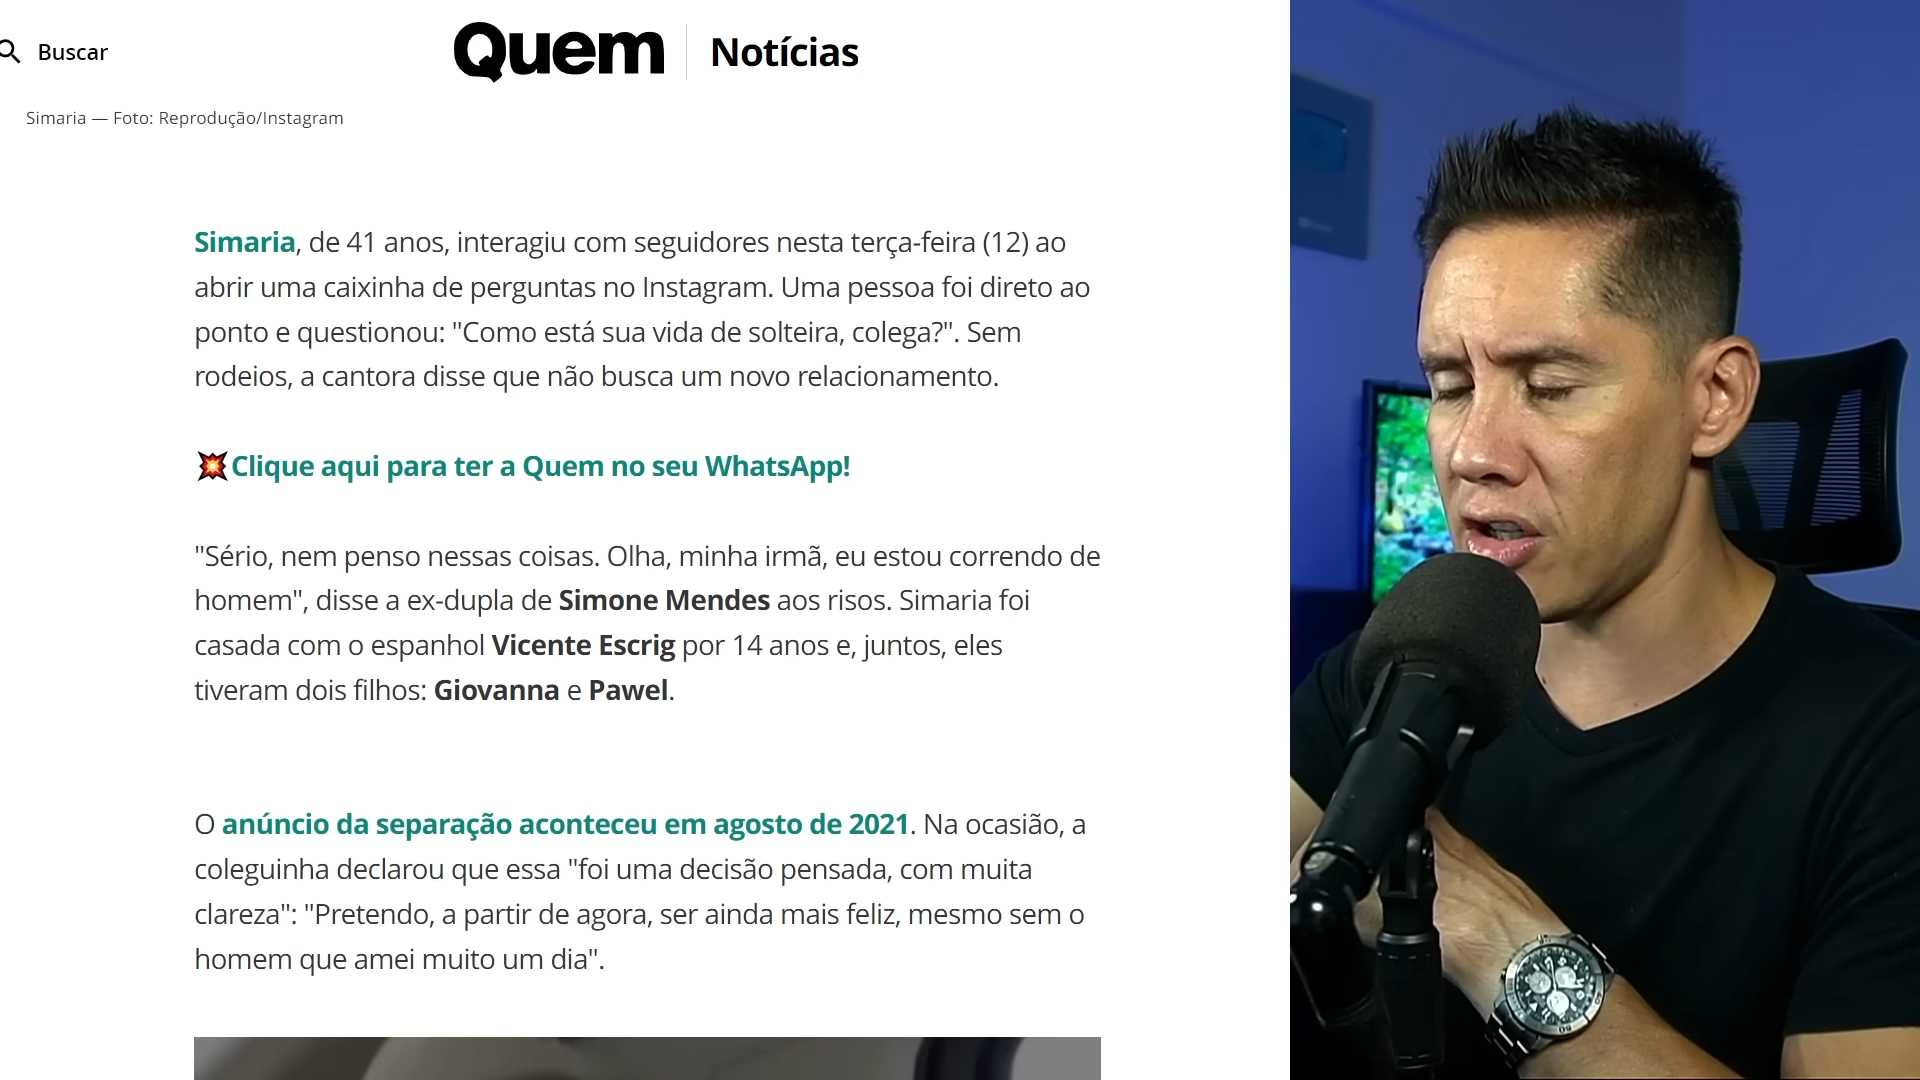 Buscar
Quem
Notícias
Simaria — Foto: Reprodução/Instagram
Simaria, de 41 anos, interagiu com seguidores nesta terça-feira (12) ao
abrir uma caixinha de perguntas no Instagram. Uma pessoa foi direto ao
ponto e questionou: "Como está sua vida de solteira, colega?". Sem
rodeios, a cantora disse que não busca um novo relacionamento.
💥Clique aqui para ter a Quem no seu WhatsApp!
"Sério, nem penso nessas coisas. Olha, minha irmã, eu estou correndo de
homem", disse a ex-dupla de Simone Mendes aos risos. Simaria foi
casada com o espanhol Vicente Escrig por 14 anos e, juntos, eles
tiveram dois filhos: Giovanna e Pawel.
O anúncio da separação aconteceu em agosto de 2021. Na ocasião, a
coleguinha declarou que essa "foi uma decisão pensada, com muita
clareza": "Pretendo, a partir de agora, ser ainda mais feliz, mesmo sem o
homem que amei muito um dia".